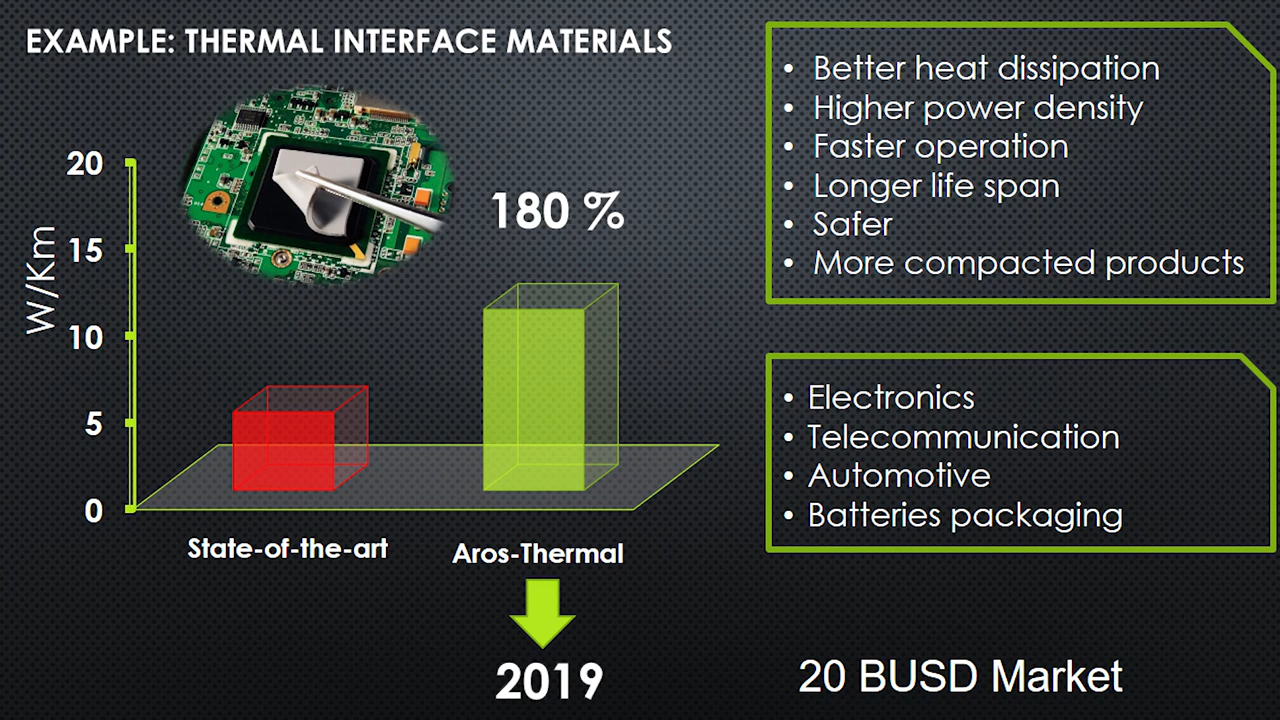 EXAMPLE: THERMAL INTERFACE MATERIALS
W/Km
20
15
10
5
0
180 %
State-of-the-art
Aros-Thermal
2019
• Better heat dissipation
• Higher power density
• Faster operation
• Longer life span
• Safer
• More compacted products
• Electronics
• Telecommunication
• Automotive
• Batteries packaging
20 BUSD Market